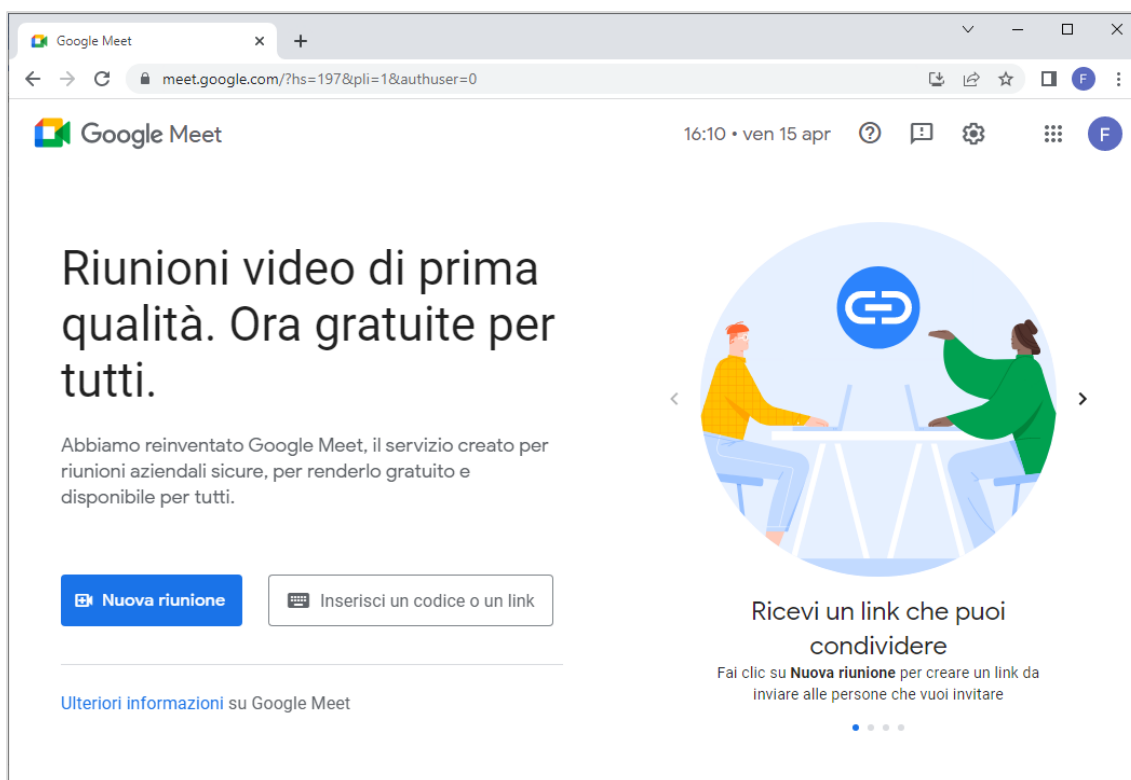 Google Meet
meet.google.com/?hs=197&pli=1&authuser=0
F
Google Meet
16:10 • ven 15 apr
F
Riunioni video di prima
qualità. Ora gratuite per
tutti.
Abbiamo reinventato Google Meet, il servizio creato per
riunioni aziendali sicure, per renderlo gratuito e
disponibile per tutti.
Nuova riunione
Inserisci un codice o un link
Ulteriori informazioni su Google Meet
Ricevi un link che puoi
condividere
Fai clic su Nuova riunione per creare un link da
inviare alle persone che vuoi invitare